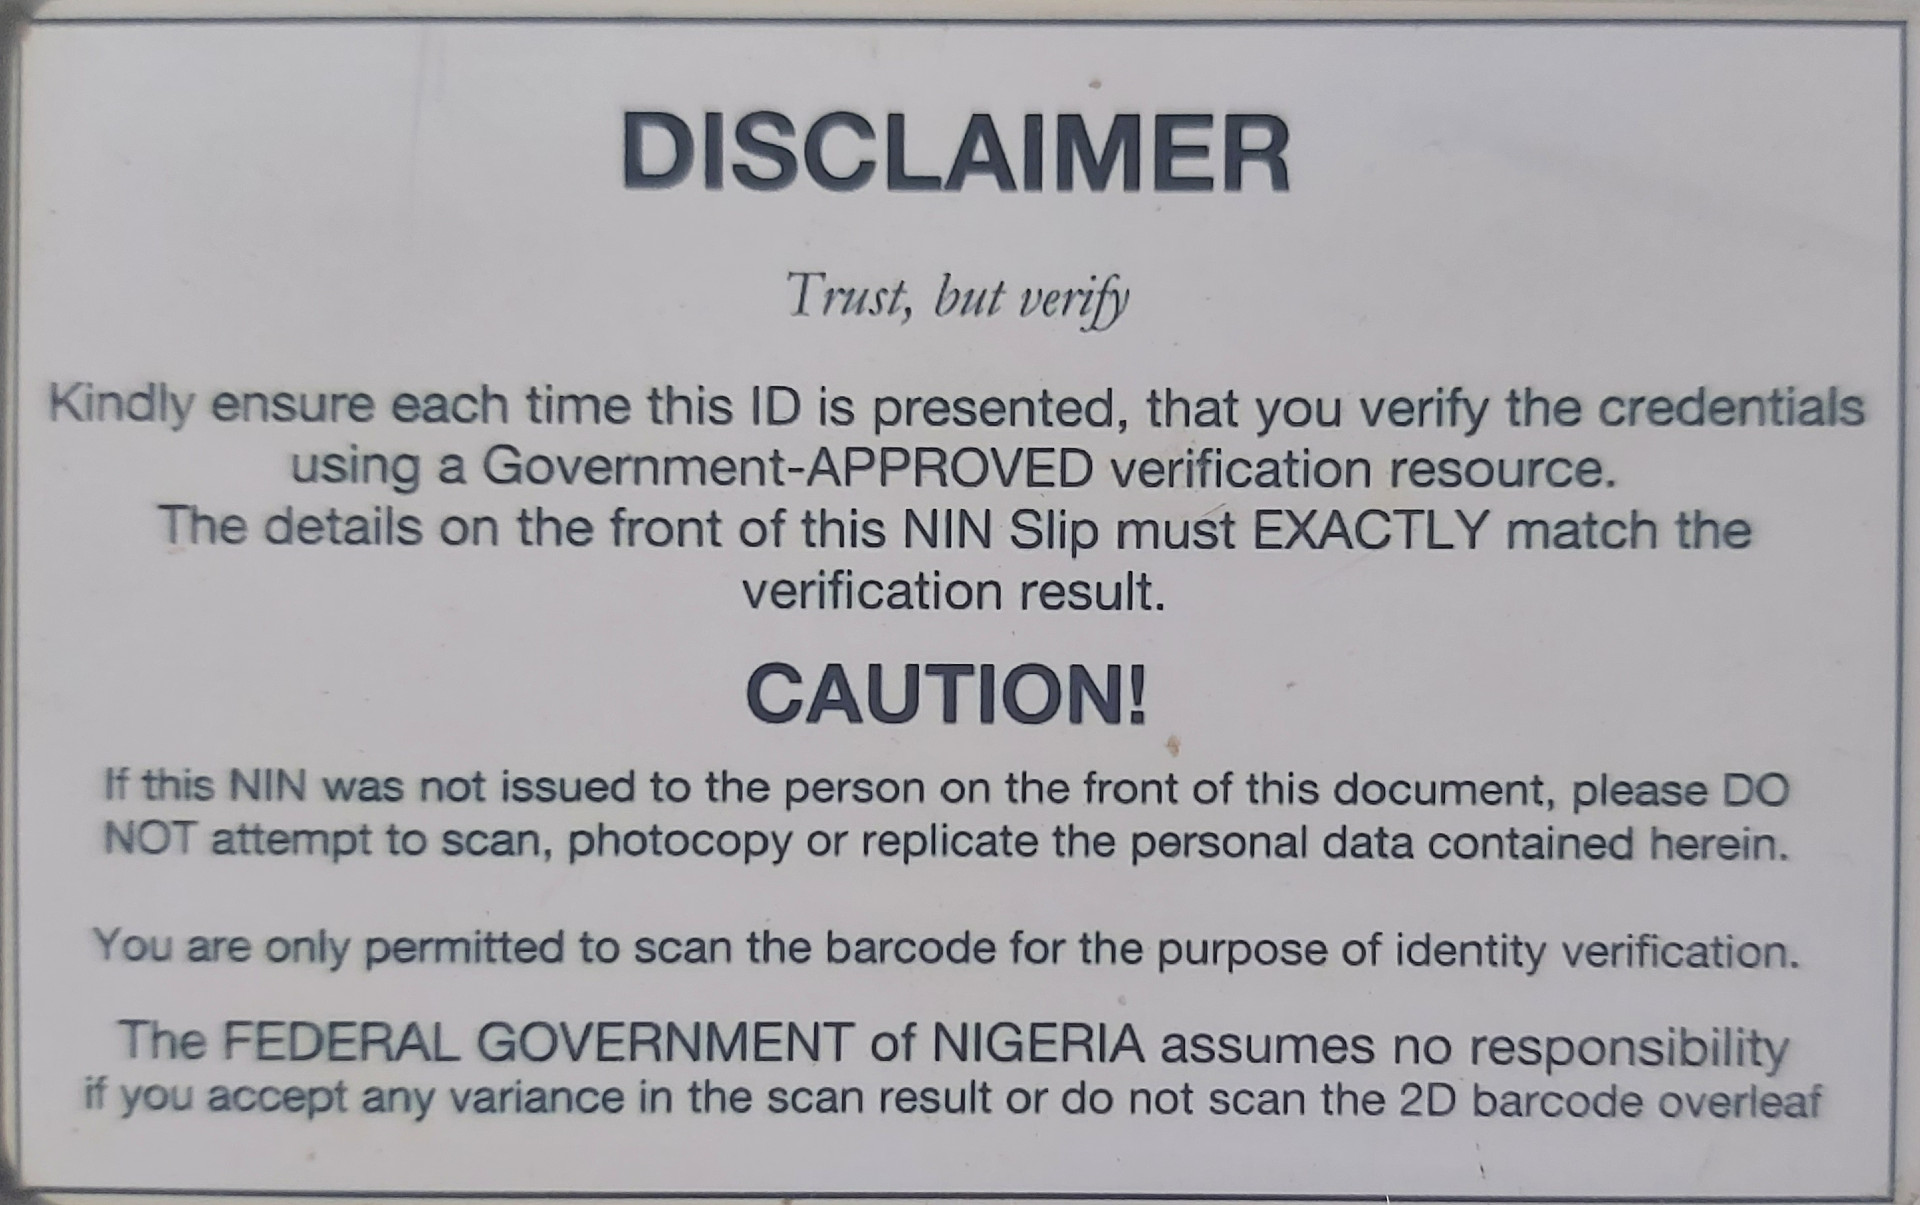 DISCLAIMER
Trust, but verify
Kindly ensure each time this ID is presented, that you verify the credentials
using a Government-APPROVED verification resource.
The details on the front of this NIN Slip must EXACTLY match the
verification result.
CAUTION!
If this NIN was not issued to the person on the front of this document, please DO
NOT attempt to scan, photocopy or replicate the personal data contained herein.
You are only permitted to scan the barcode for the purpose of identity verification.
The FEDERAL GOVERNMENT of NIGERIA assumes no responsibility
if you accept any variance in the scan result or do not scan the 2D barcode overleaf